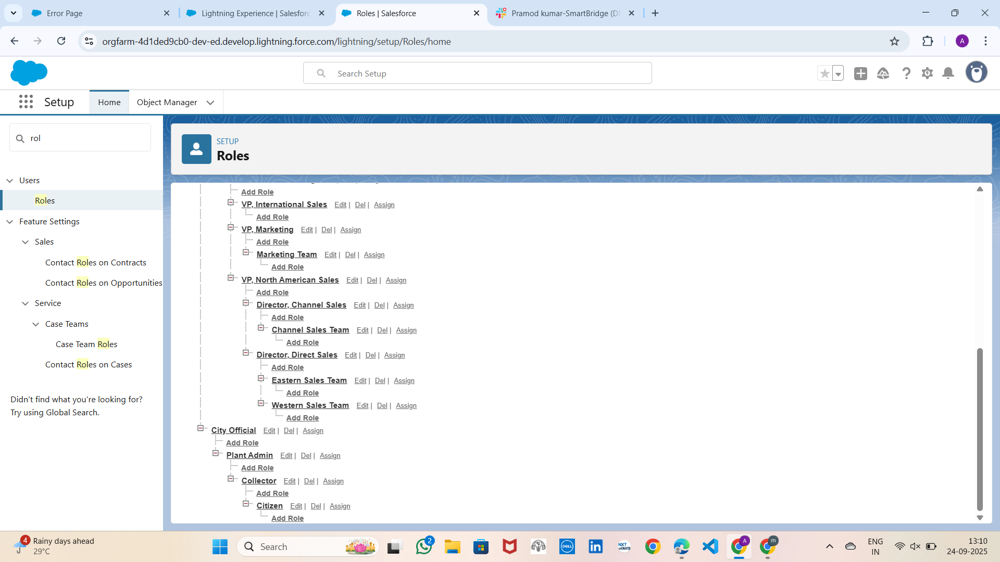 Error Page
Lightning Experience | Salesforc
Roles | Salesforce
Pramod kumar-SmartBridge (D
orgfarm-4d1ded9cb0-dev-ed.develop.lightning.force.com/lightning/setup/Roles/home
A
Search Setup
Setup
Home
Object Manager
rol
Users
Roles
Feature Settings
Sales
Contact Roles on Contracts
Contact Roles on Opportunities
Service
Case Teams
Case Team Roles
Contact Roles on Cases
Didn't find what you're looking for?
Try using Global Search.
SETUP
Roles
Add Role
VP, International Sales Edit | Del | Assign
Add Role
VP, Marketing Edit | Del | Assign
Add Role
Marketing Team Edit | Del | Assign
Add Role
VP, North American Sales Edit | Del | Assign
Add Role
Director, Channel Sales Edit | Del | Assign
Add Role
Channel Sales Team Edit | Del | Assign
Add Role
Director, Direct Sales Edit | Del | Assign
Add Role
Eastern Sales Team Edit | Del | Assign
Add Role
Western Sales Team Edit | Del | Assign
Add Role
City Official Edit | Del | Assign
Add Role
Plant Admin Edit | Del | Assign
Add Role
Collector Edit | Del | Assign
Add Role
Citizen Edit | Del | Assign
Add Role
4
Rainy days ahead
29°C
Search
2
DELL
in
NXT
WAVE
A
m
ENG
IN
13:10
24-09-2025